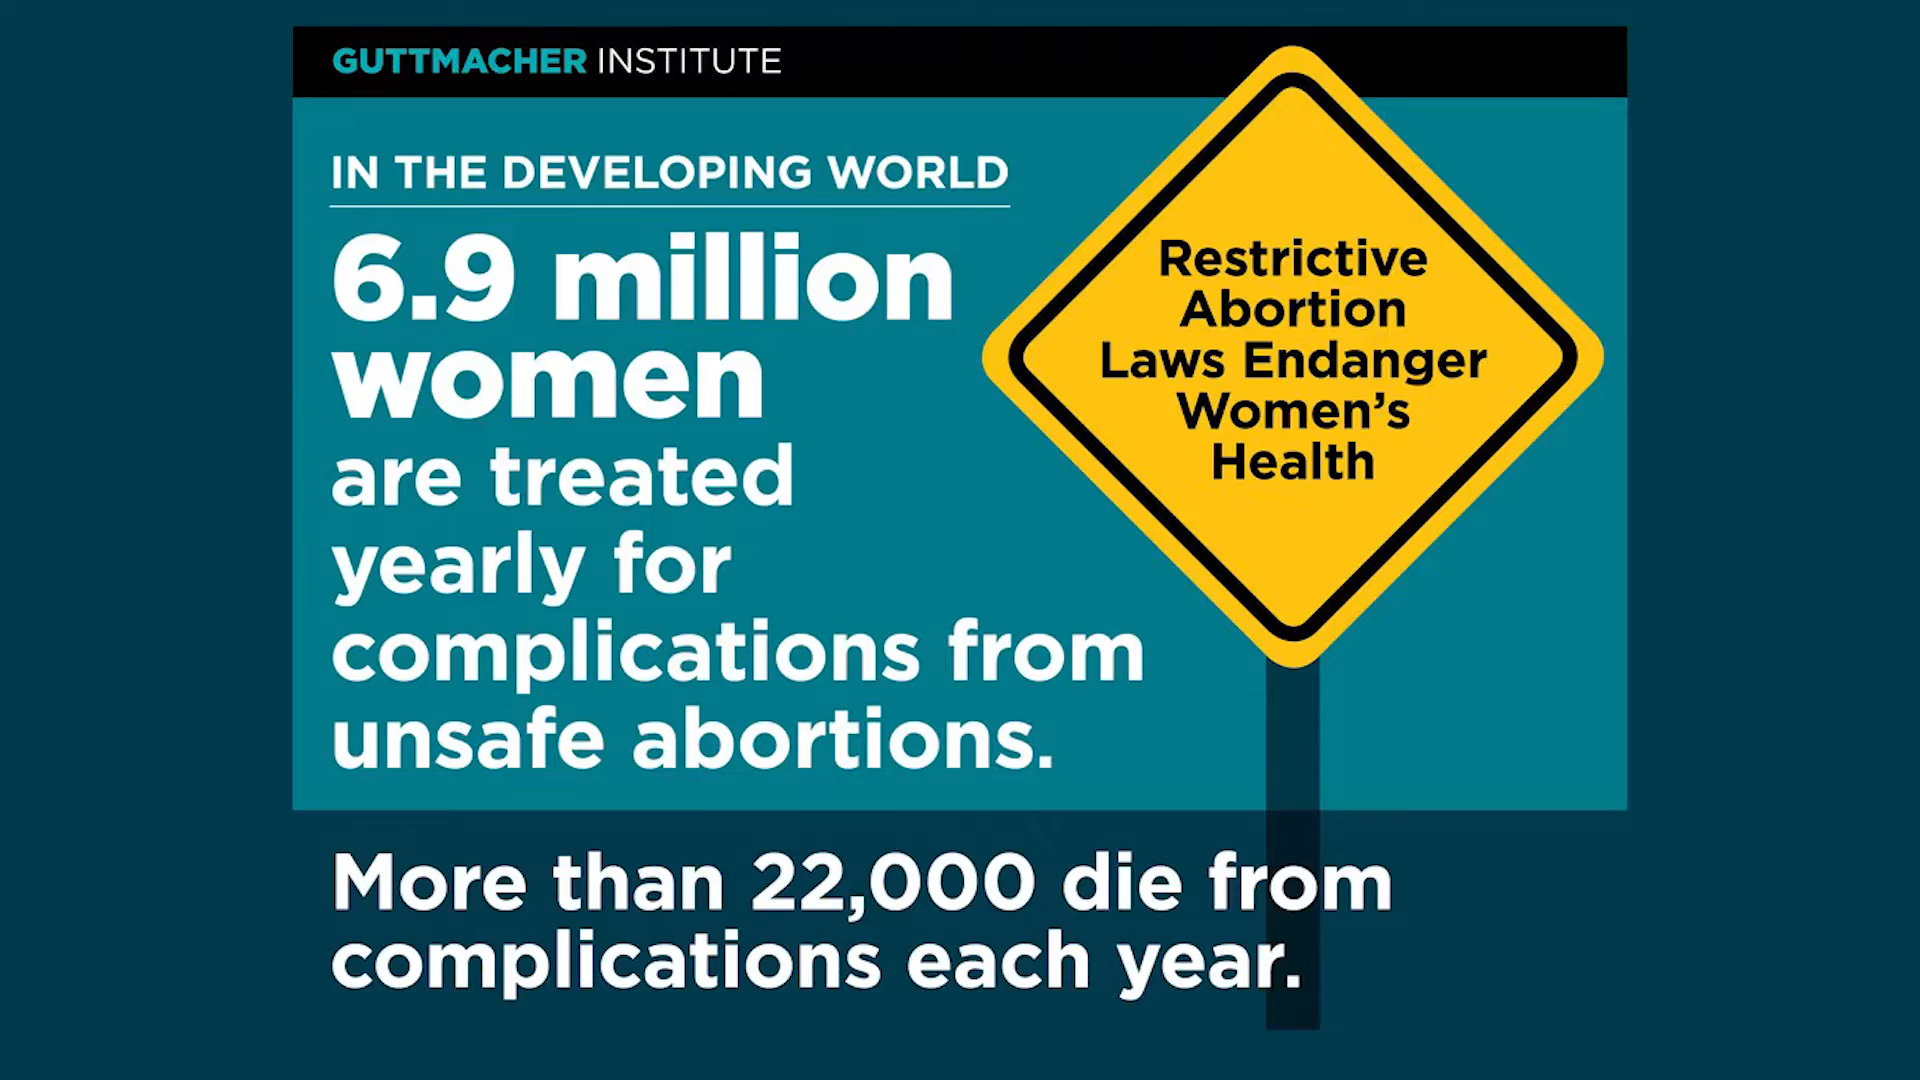 GUTTMACHER INSTITUTE
IN THE DEVELOPING WORLD
6.9 million
women
are treated
yearly for
complications from
unsafe abortions.
Restrictive
Abortion
Laws Endanger
Women's
Health
More than 22,000 die from
complications each year.